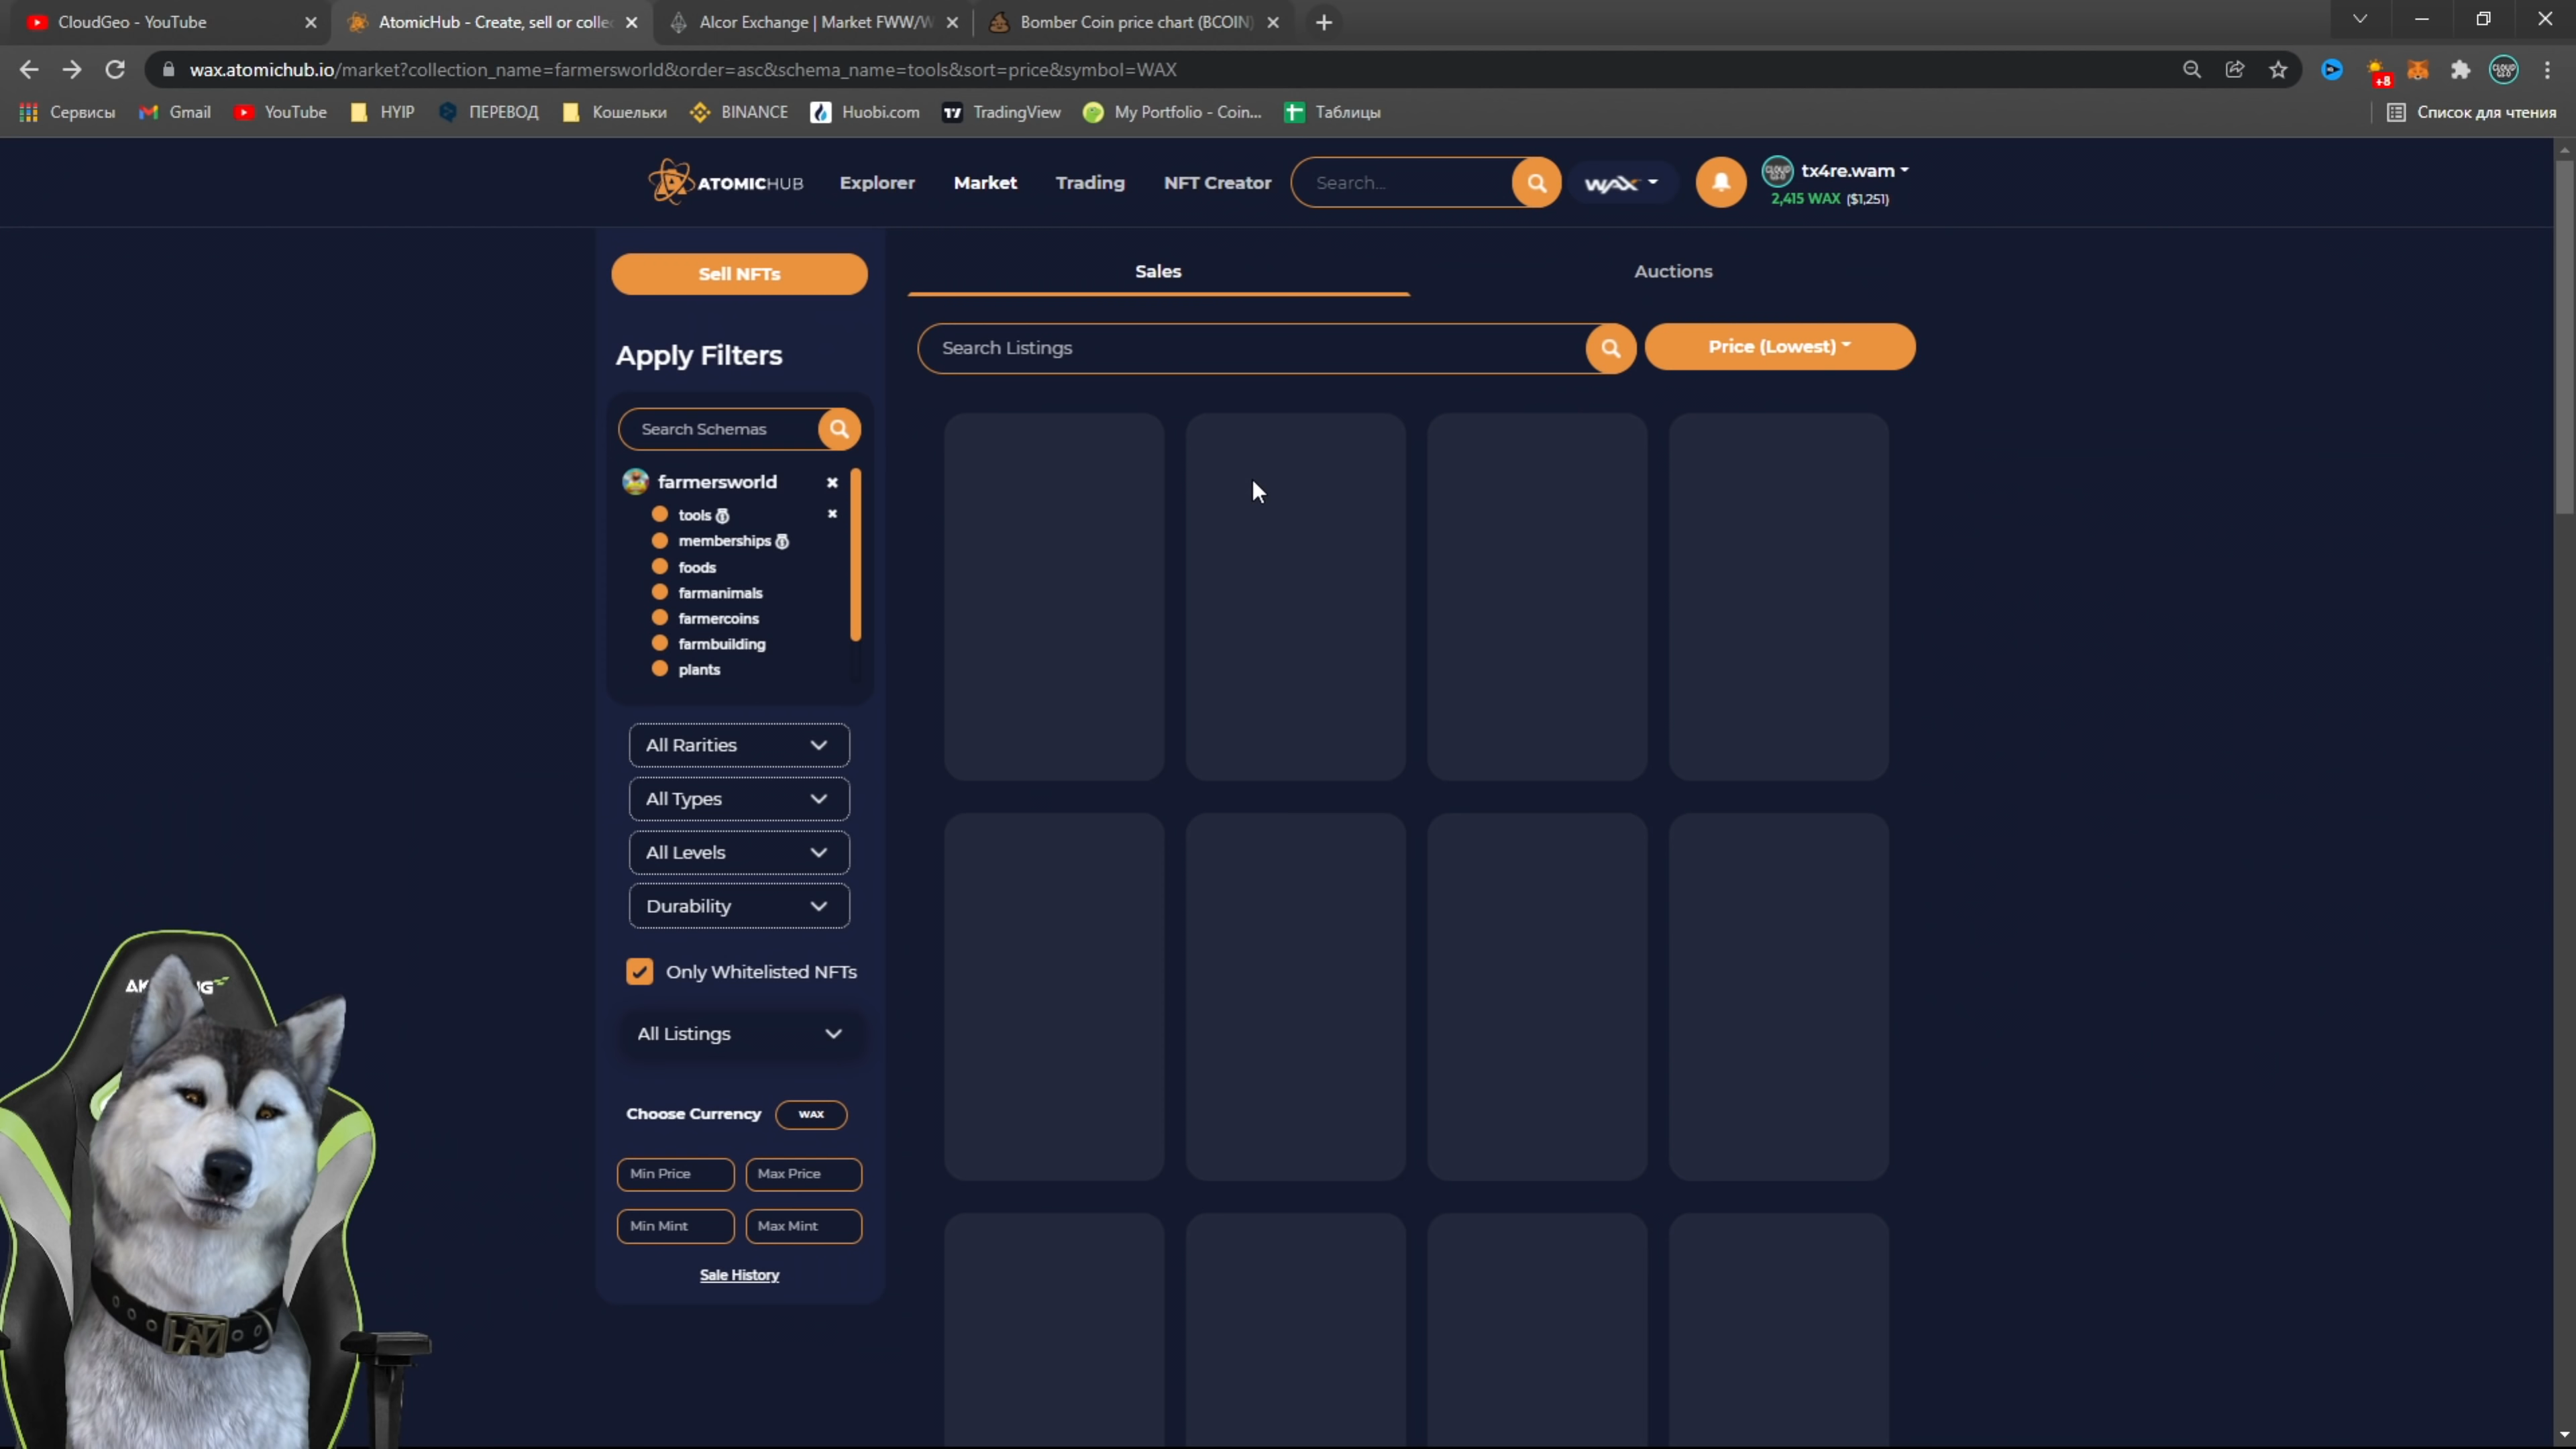 CloudGeo - YouTube
AtomicHub - Create, sell or collec
Alcor Exchange | Market FWW/W
Bomber Coin price chart (BCOIN)
wax.atomichub.io/market?collection_name=farmersworld&order=asc&schema_name=tools&sort=price&symbol=WAX
+8
CLOUD GEO
Сервисы
Gmail
YouTube
HYIP
ПЕРЕВОД
Кошельки
BINANCE
Huobi.com
TradingView
My Portfolio - Coin...
Таблицы
Список для чтения
ATOMICHUB
Explorer
Market
Trading
NFT Creator
Search...
WAX
tx4re.wam
2,415 WAX ($1,251)
Sell NFTs
Sales
Auctions
Apply Filters
Search Listings
Price (Lowest)
Search Schemas
farmersworld
tools
memberships
foods
farmanimals
farmercoins
farmbuilding
plants
All Rarities
All Types
All Levels
Durability
Only Whitelisted NFTs
All Listings
Choose Currency
WAX
Min Price
Max Price
Min Mint
Max Mint
Sale History